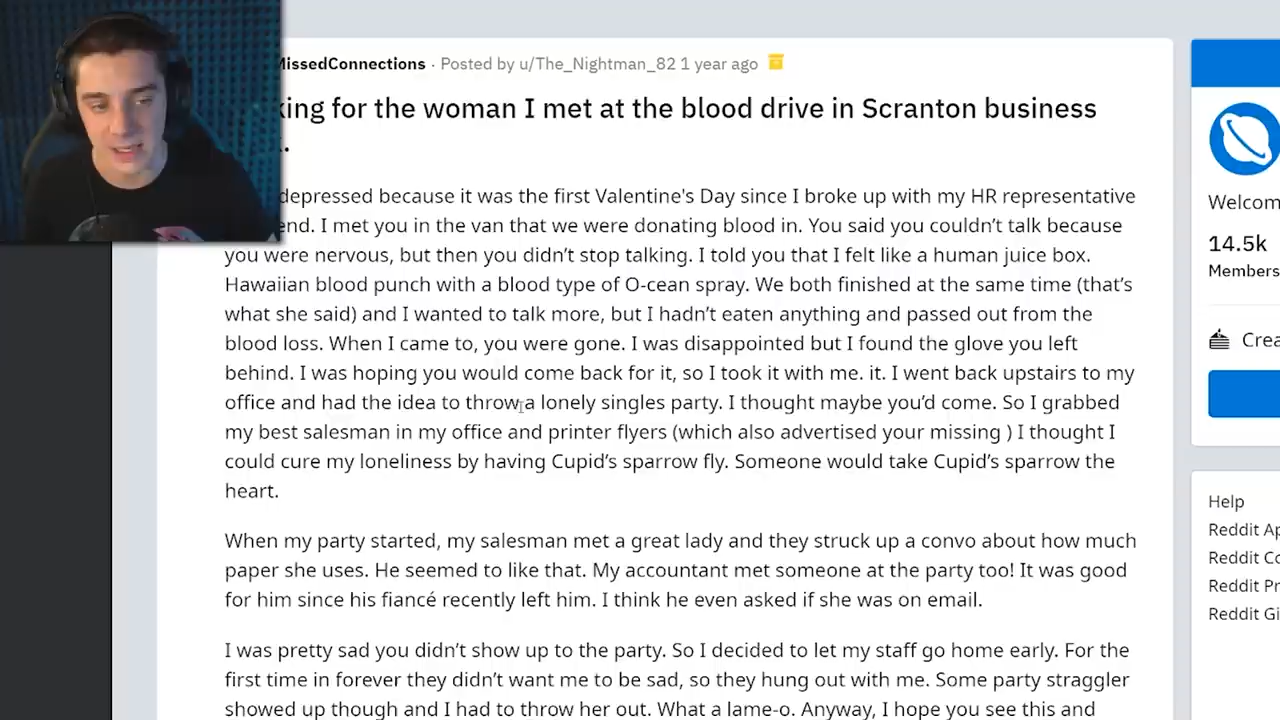 MissedConnections · Posted by u/The_Nightman_82 1 year ago
king for the woman I met at the blood drive in Scranton business
depressed because it was the first Valentine's Day since I broke up with my HR representative
end. I met you in the van that we were donating blood in. You said you couldn't talk because
you were nervous, but then you didn't stop talking. I told you that I felt like a human juice box.
Hawaiian blood punch with a blood type of O-cean spray. We both finished at the same time (that's
what she said) and I wanted to talk more, but I hadn't eaten anything and passed out from the
blood loss. When I came to, you were gone. I was disappointed but I found the glove you left
behind. I was hoping you would come back for it, so I took it with me. it. I went back upstairs to my
office and had the idea to throw a lonely singles party. I thought maybe you'd come. So I grabbed
my best salesman in my office and printer flyers (which also advertised your missing ) I thought I
could cure my loneliness by having Cupid's sparrow fly. Someone would take Cupid's sparrow the
heart.
When my party started, my salesman met a great lady and they struck up a convo about how much
paper she uses. He seemed to like that. My accountant met someone at the party too! It was good
for him since his fiancé recently left him. I think he even asked if she was on email.
I was pretty sad you didn't show up to the party. So I decided to let my staff go home early. For the
first time in forever they didn't want me to be sad, so they hung out with me. Some party straggler
showed up though and I had to throw her out. What a lame-o. Anyway, I hope you see this and
Welcom
14.5k
Members
Crea
Help
Reddit Ap
Reddit Co
Reddit Pr
Reddit Gi